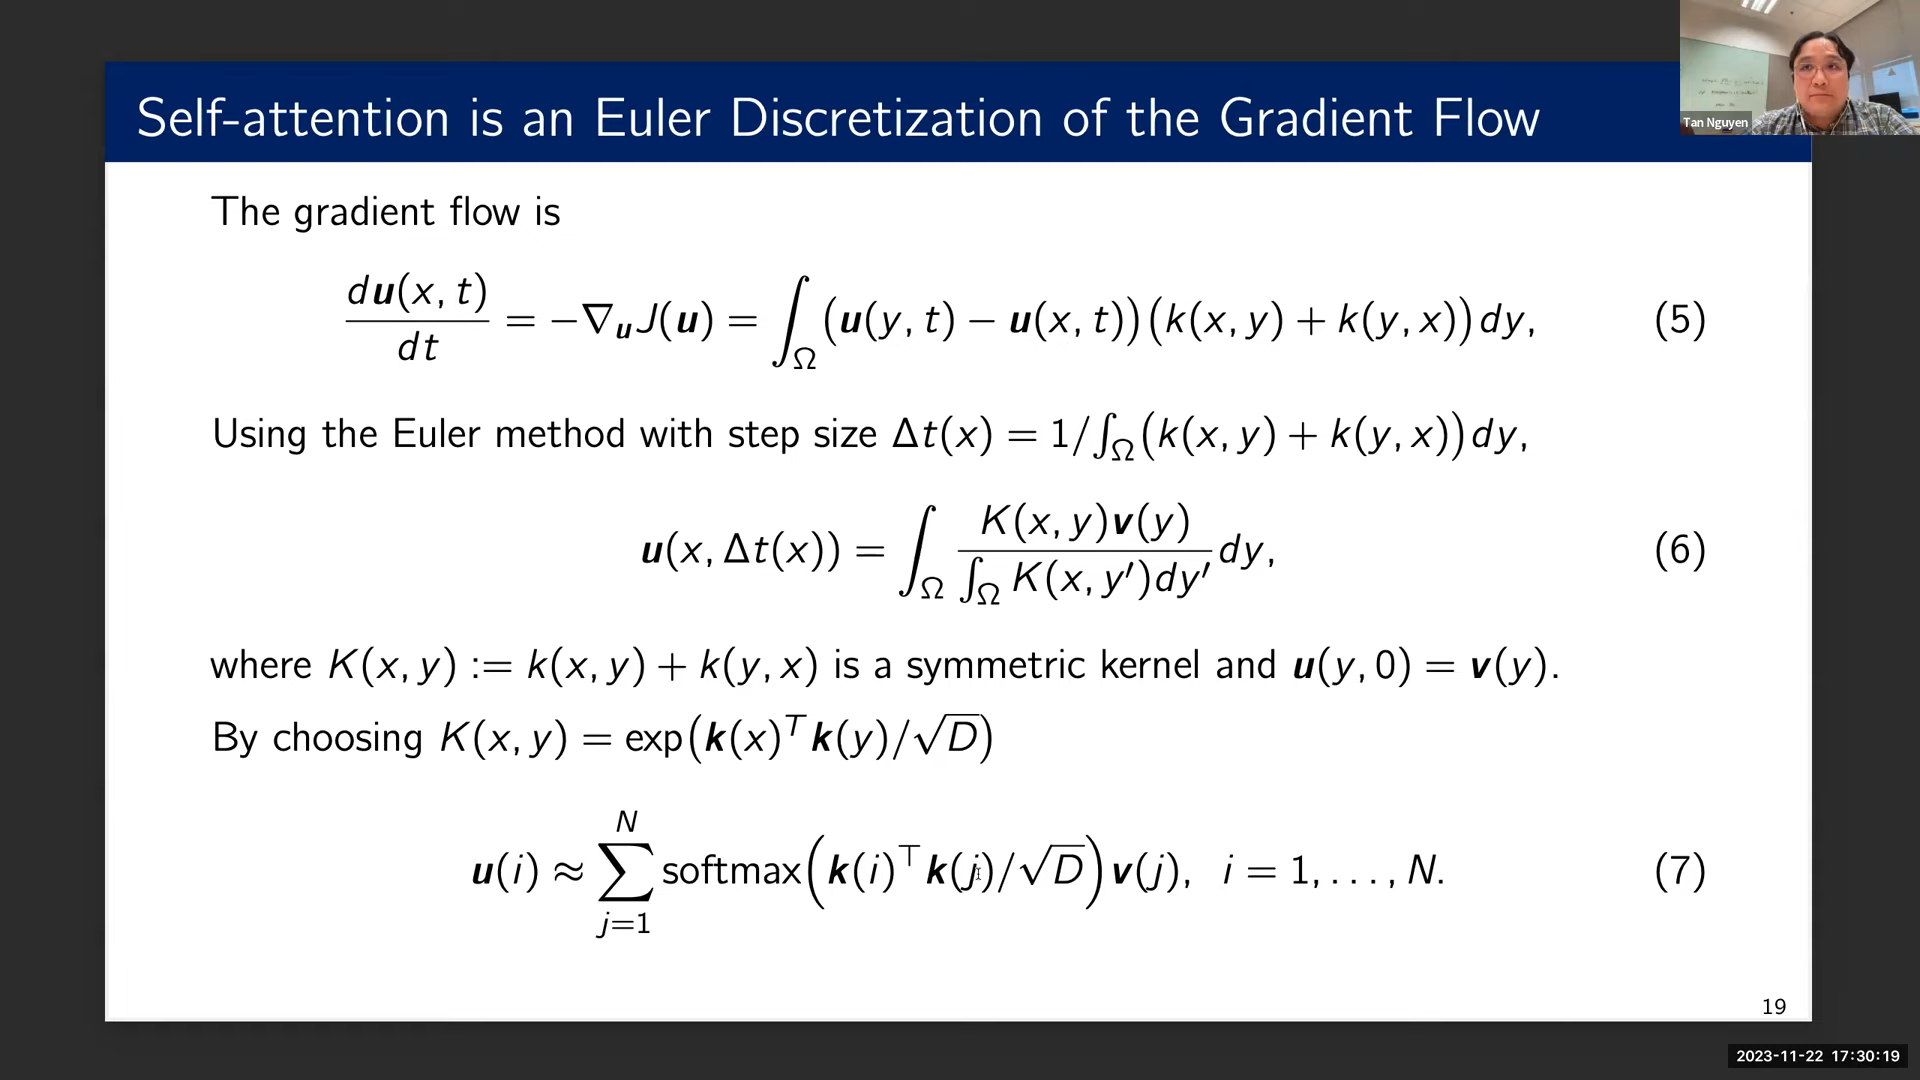 Self-attention is an Euler Discretization of the Gradient Flow
Tan Nguyen
The gradient flow is
du(x, t)/dt = −∇ᵤJ(u) = ∫_Ω (u(y, t) − u(x, t))(k(x, y) + k(y, x))dy, (5)
Using the Euler method with step size Δt(x) = 1/∫_Ω (k(x, y) + k(y, x))dy,
u(x, Δt(x)) = ∫_Ω K(x, y)v(y) / ∫_Ω K(x, y′)dy′ dy, (6)
where K(x, y) := k(x, y) + k(y, x) is a symmetric kernel and u(y, 0) = v(y).
By choosing K(x, y) = exp(k(x)ᵀk(y)/√D)
u(i) ≈ ∑_{j=1}^{N} softmax(k(i)⊤k(j)/√D)v(j), i = 1, . . . , N. (7)
19
2023-11-22 17:30:19